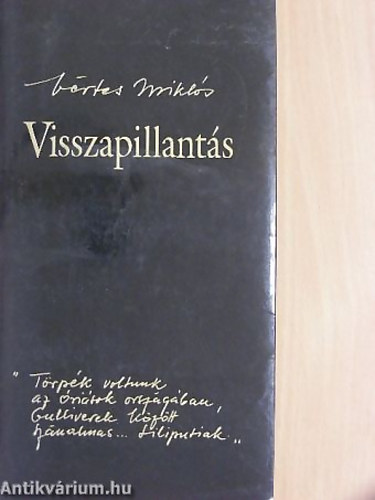 Vértes Miklós
Visszapillantás
„Törpék voltunk
az óriások országában,
Gulliverek között
szánalmas... Liliputiak.„
Antikvárium.hu